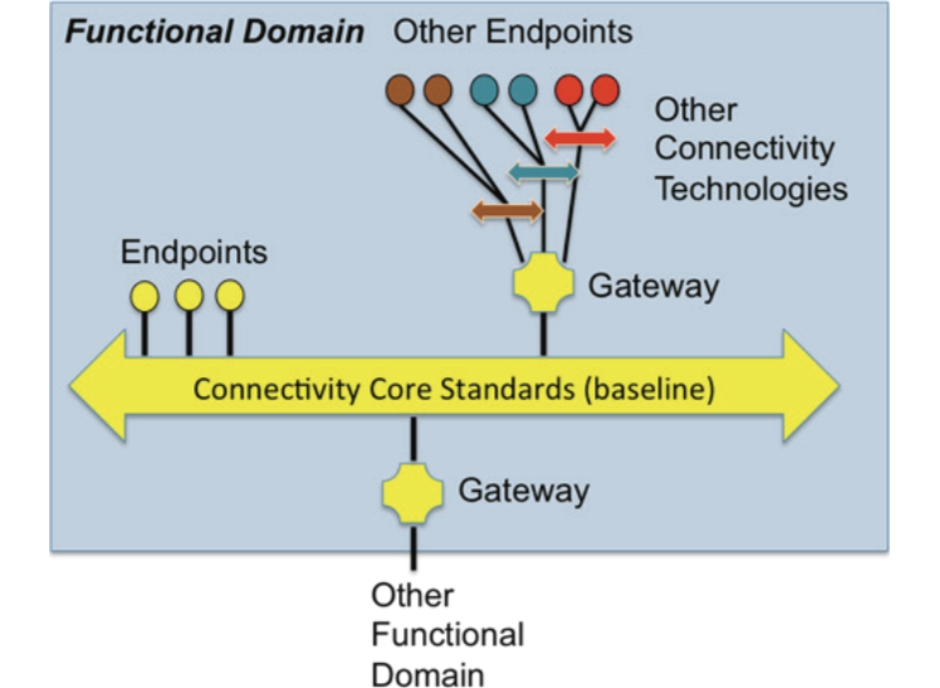 Functional Domain
Other Endpoints
Other
Connectivity
Technologies
Endpoints
Gateway
Connectivity Core Standards (baseline)
Gateway
Other
Functional
Domain